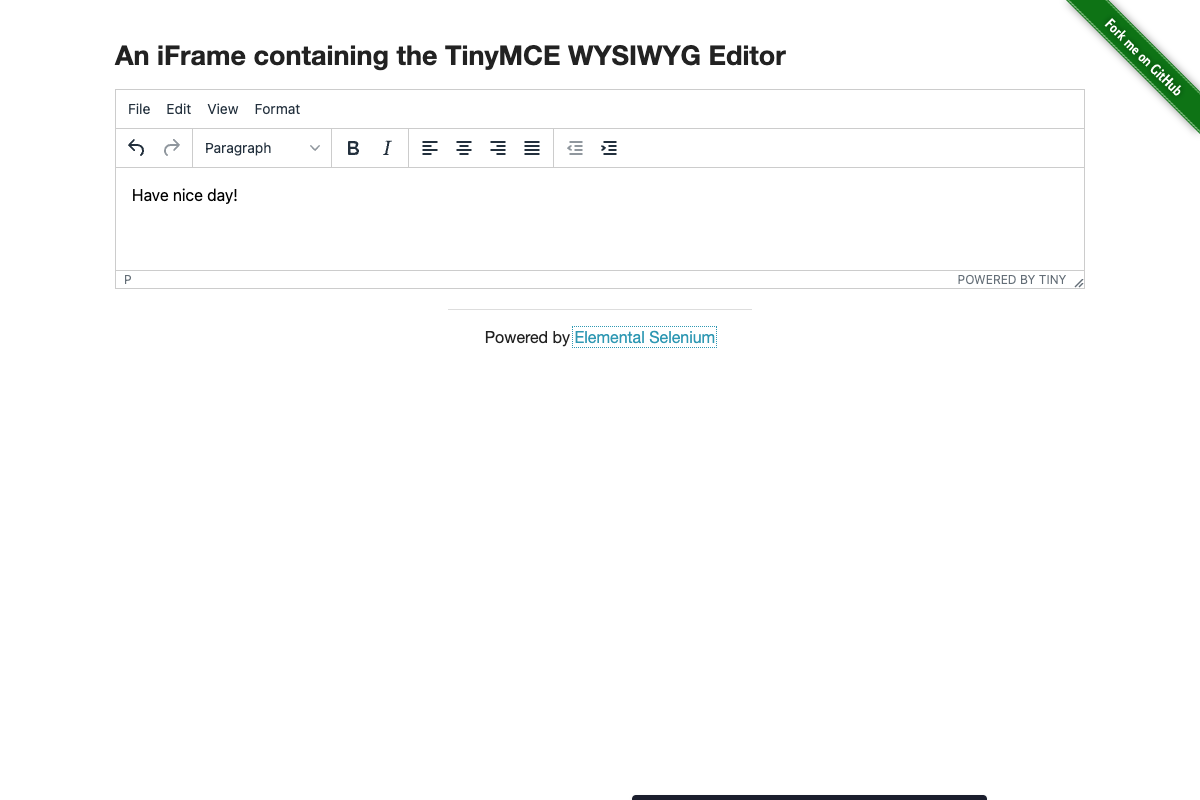 Fork me on GitHub
An iFrame containing the TinyMCE WYSIWYG Editor
File Edit View Format
Paragraph B I
Have nice day!
P POWERED BY TINY
Powered by Elemental Selenium